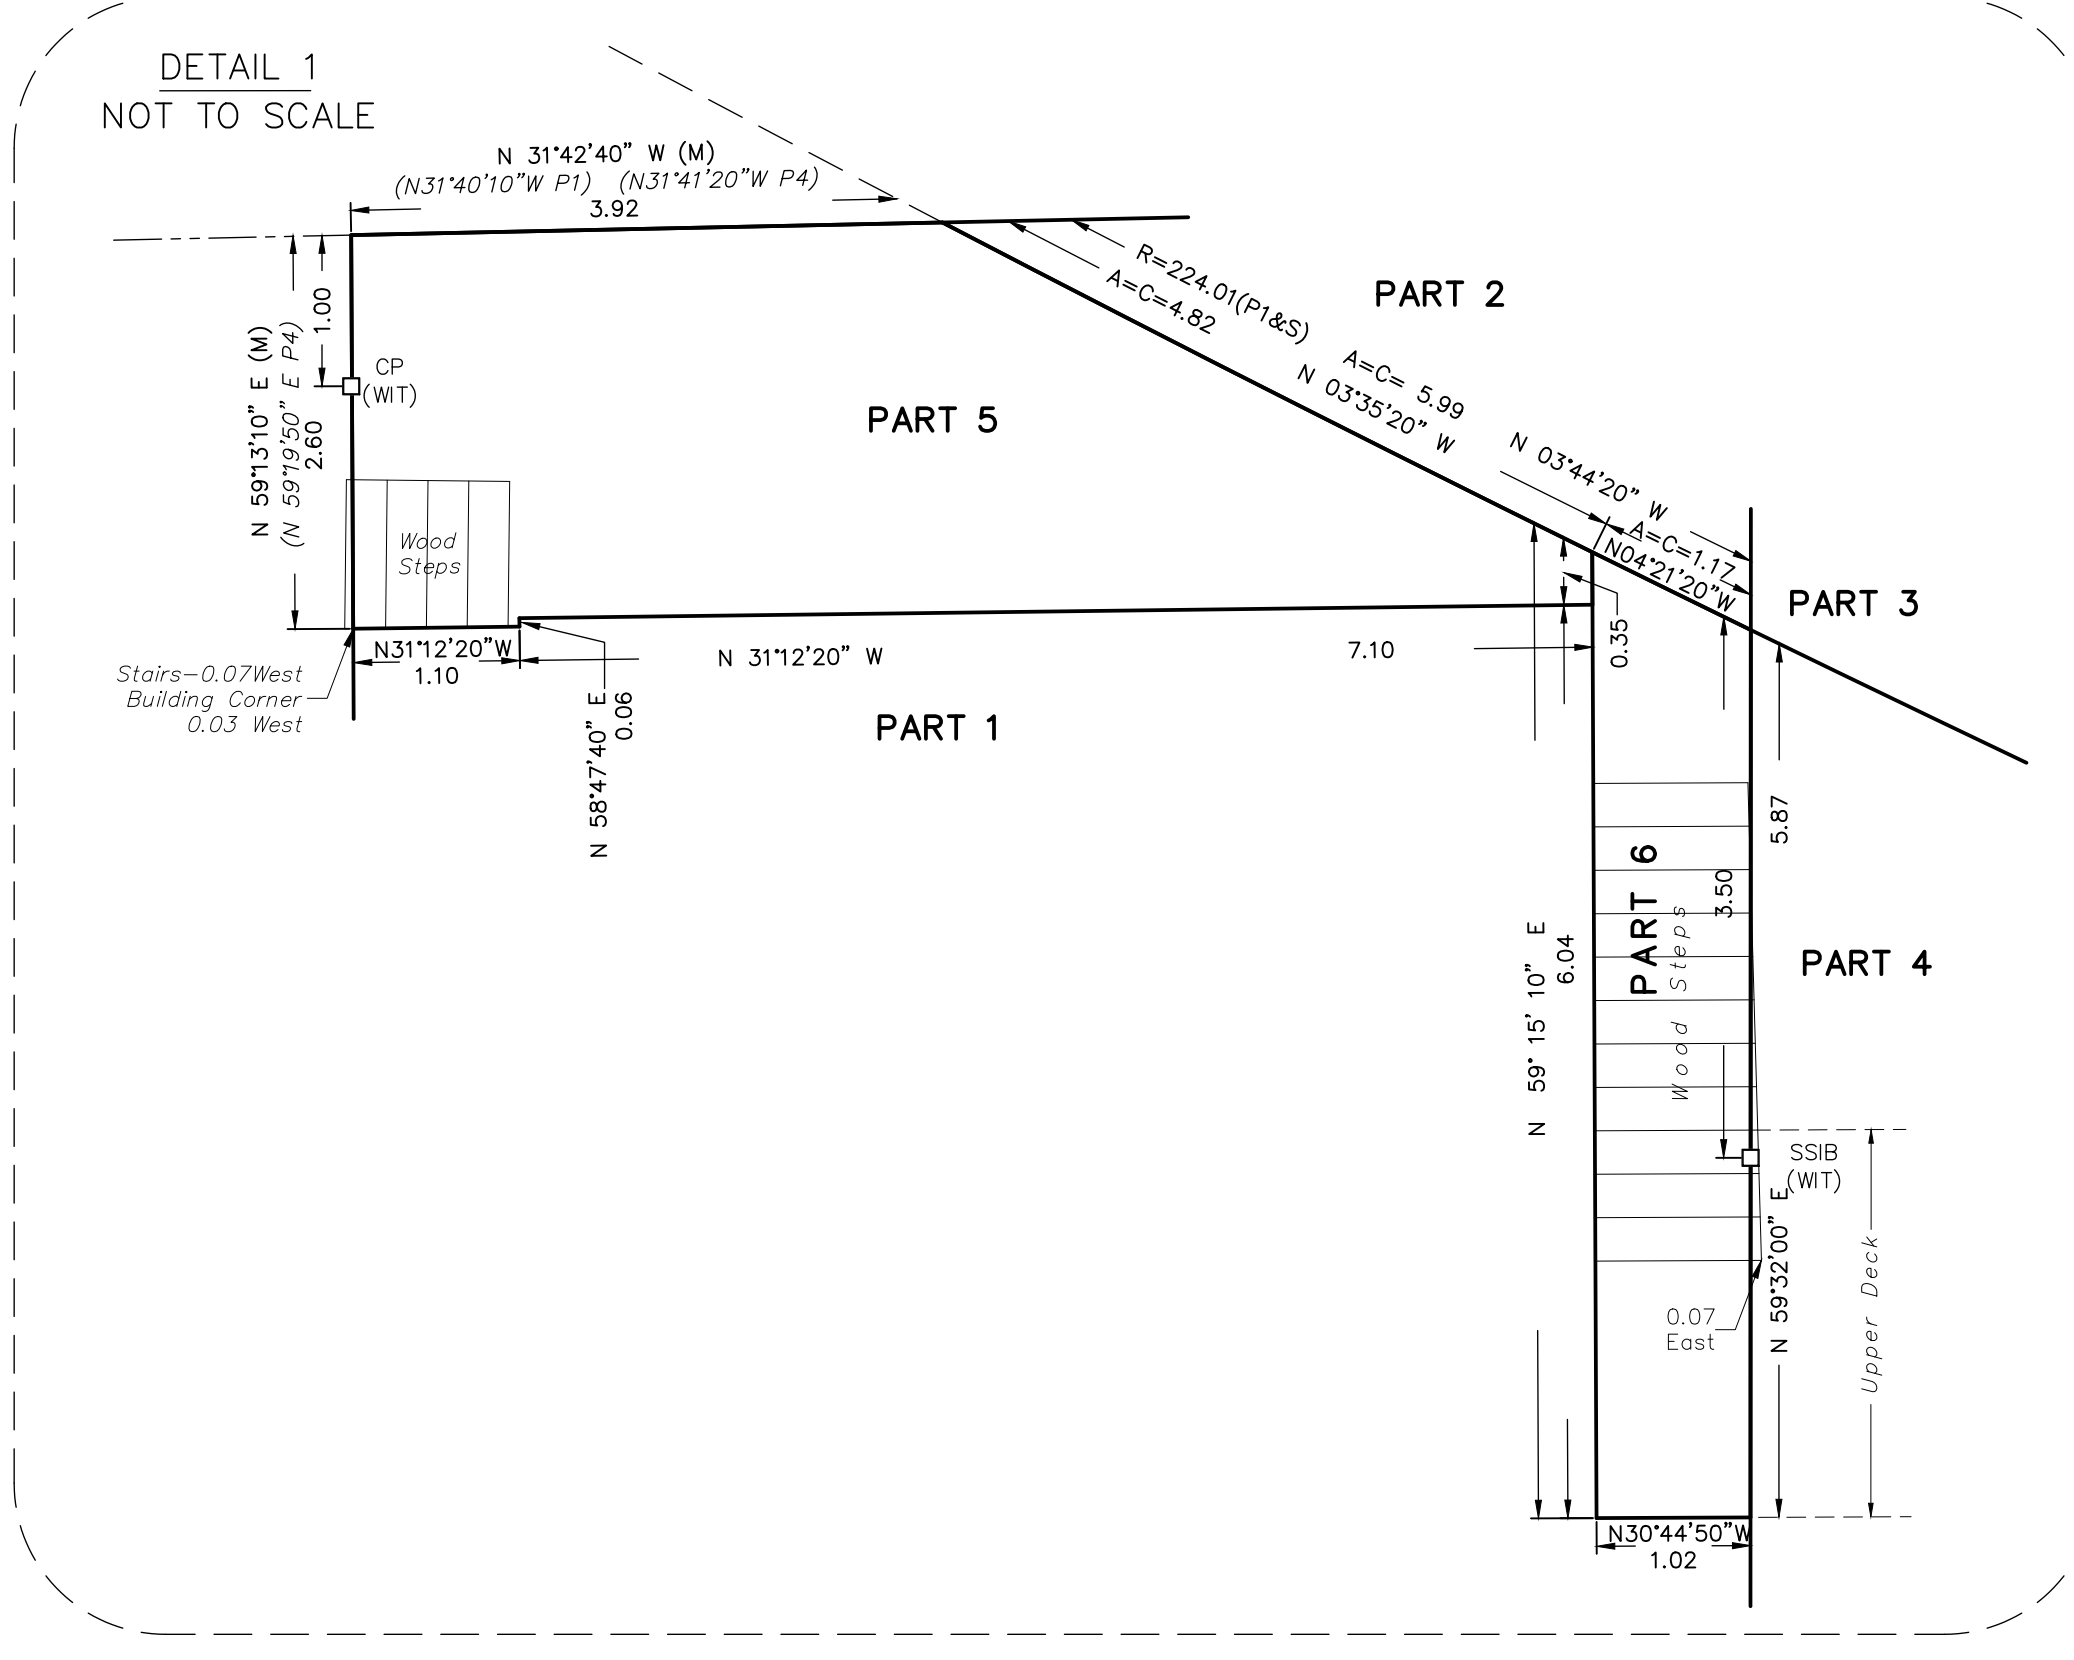 DETAIL 1
NOT TO SCALE
N 31°42'40" W (M)
(N31°40'10"W P1) (N31°41'20"W P4)
3.92
N 59°13'10" E (M)
(N 59°19'50" E P4)
2.60
1.00
CP
(WIT)
Wood
Steps
R=224.01(P1&S)
A=C=4.82
PART 2
A=C= 5.99
N 03°35'20" W
PART 5
N 03°44'20" W
A=C=1.17
N04°21'20"W
PART 3
N31°12'20"W
1.10
N 31°12'20" W
7.10
0.35
Stairs-0.07West
Building Corner
0.03 West
N 58°47'40" E
0.06
PART 1
5.87
PART 6
3.50
Wood Steps
N 59° 15' 10" E
6.04
PART 4
SSIB
(WIT)
N 59°32'00" E
Upper Deck
0.07
East
N30°44'50"W
1.02